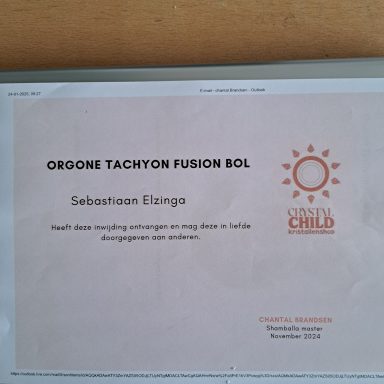 24-01-2025, 09:27
E-mail - chantal Brandsen - Outlook
ORGONE TACHYON FUSION BOL
Sebastiaan Elzinga
Heeft deze inwijding ontvangen en mag deze in liefde
doorgegeven aan anderen.
CRYSTAL
CHILD
kristallenshop
CHANTAL BRANDSEN
Shamballa master
November 2024